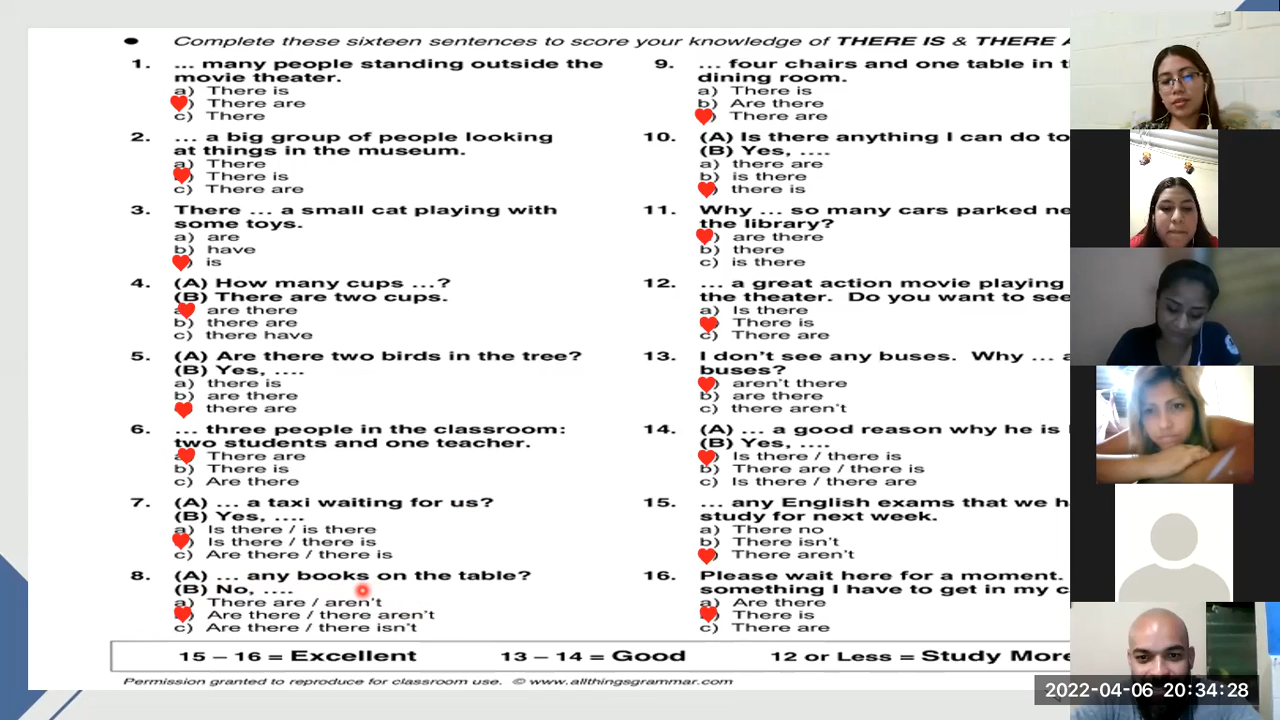 Complete these sixteen sentences to score your knowledge of THERE IS & THERE A
1. ... many people standing outside the
movie theater.
a) There is
) There are
c) There
2. ... a big group of people looking
at things in the museum.
a) There
) There is
c) There are
3. There ... a small cat playing with
some toys.
a) are
b) have
) is
4. (A) How many cups ...?
(B) There are two cups.
a) are there
b) there are
c) there have
5. (A) Are there two birds in the tree?
(B) Yes, ....
a) there is
b) are there
) there are
6. ... three people in the classroom:
two students and one teacher.
a) There are
b) There is
c) Are there
7. (A) ... a taxi waiting for us?
(B) Yes, ....
a) Is there / is there
) Is there / there is
c) Are there / there is
8. (A) ... any books on the table?
(B) No, ....
a) There are / aren't
) Are there / there aren't
c) Are there / there isn't
9. ... four chairs and one table in t
dining room.
a) There is
b) Are there
) There are
10. (A) Is there anything I can do to
(B) Yes, ....
a) there are
b) is there
) there is
11. Why ... so many cars parked ne
the library?
) are there
b) there
c) is there
12. ... a great action movie playing
the theater. Do you want to see
a) Is there
) There is
c) There are
13. I don't see any buses. Why ... a
buses?
) aren't there
b) are there
c) there aren't
14. (A) ... a good reason why he is
(B) Yes, ....
) Is there / there is
b) There are / there is
c) Is there / there are
15. ... any English exams that we h
study for next week.
a) There no
b) There isn't
) There aren't
16. Please wait here for a moment.
something I have to get in my c
a) Are there
) There is
c) There are
15 – 16 = Excellent 13 – 14 = Good 12 or Less = Study More
Permission granted to reproduce for classroom use. © www.allthingsgrammar.com
2022-04-06 20:34:28